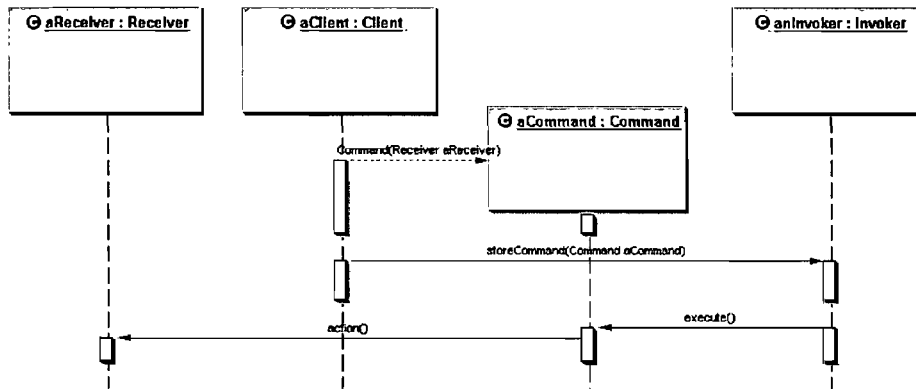 aReceiver : Receiver
aClient : Client
anInvoker : Invoker
aCommand : Command
Command(Receiver aReceiver)
storeCommand(Command aCommand)
execute()
action()